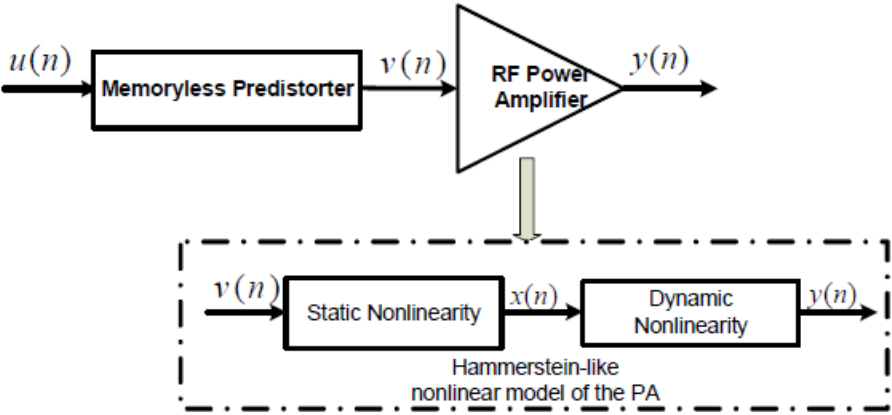 u(n)
Memoryless Predistorter
v(n)
RF Power
Amplifier
y(n)
v(n)
Static Nonlinearity
x(n)
Dynamic
Nonlinearity
y(n)
Hammerstein-like
nonlinear model of the PA